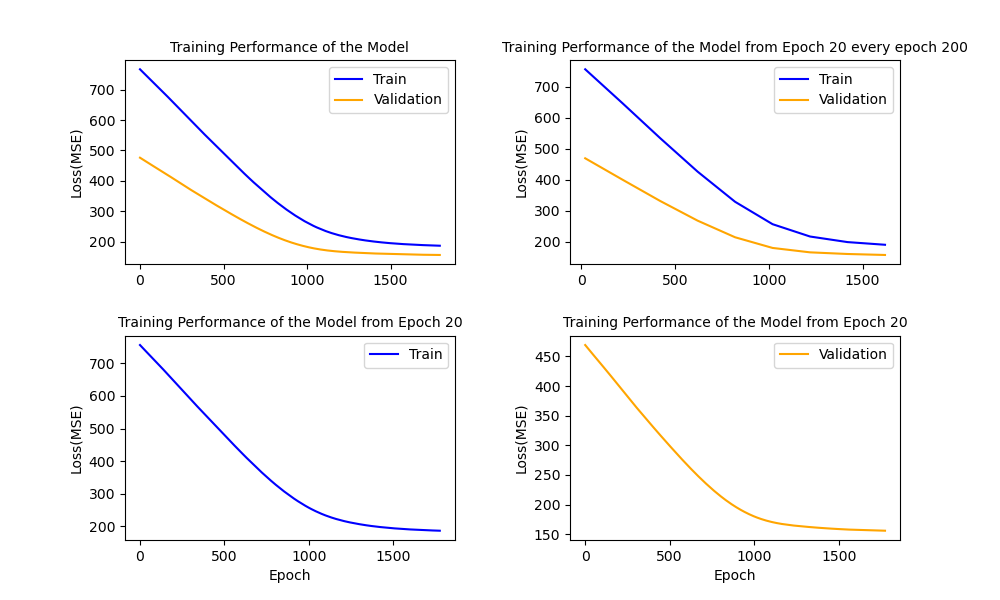 Training Performance of the Model
Loss(MSE)
700
600
500
400
300
200
0
500
1000
1500
Train
Validation
Training Performance of the Model from Epoch 20 every epoch 200
Loss(MSE)
700
600
500
400
300
200
0
500
1000
1500
Train
Validation
Training Performance of the Model from Epoch 20
Loss(MSE)
700
600
500
400
300
200
0
500
1000
1500
Epoch
Train
Training Performance of the Model from Epoch 20
Loss(MSE)
450
400
350
300
250
200
150
0
500
1000
1500
Epoch
Validation